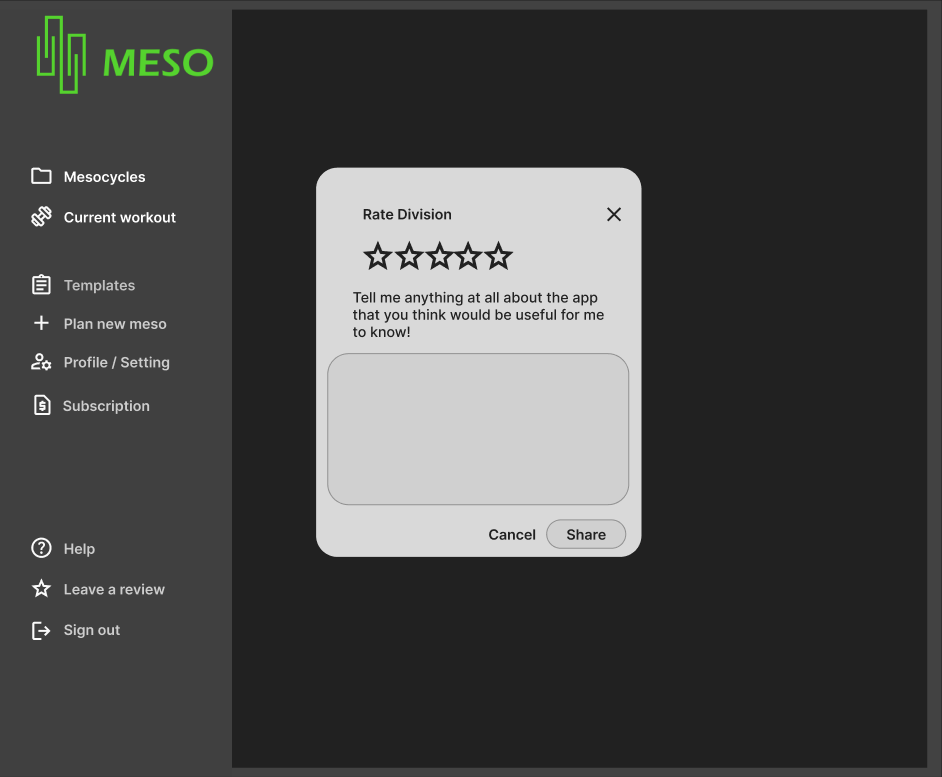 MESO
Mesocycles
Current workout
Templates
Plan new meso
Profile / Setting
Subscription
Help
Leave a review
Sign out
Rate Division
Tell me anything at all about the app
that you think would be useful for me
to know!
Cancel
Share